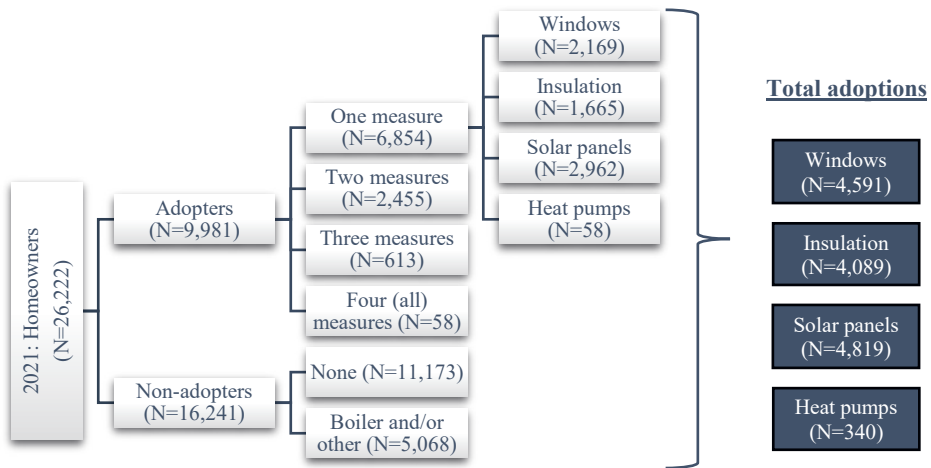 2021: Homeowners
(N=26,222)
Adopters
(N=9,981)
Non-adopters
(N=16,241)
One measure
(N=6,854)
Two measures
(N=2,455)
Three measures
(N=613)
Four (all)
measures (N=58)
None (N=11,173)
Boiler and/or
other (N=5,068)
Windows
(N=2,169)
Insulation
(N=1,665)
Solar panels
(N=2,962)
Heat pumps
(N=58)
Total adoptions
Windows
(N=4,591)
Insulation
(N=4,089)
Solar panels
(N=4,819)
Heat pumps
(N=340)